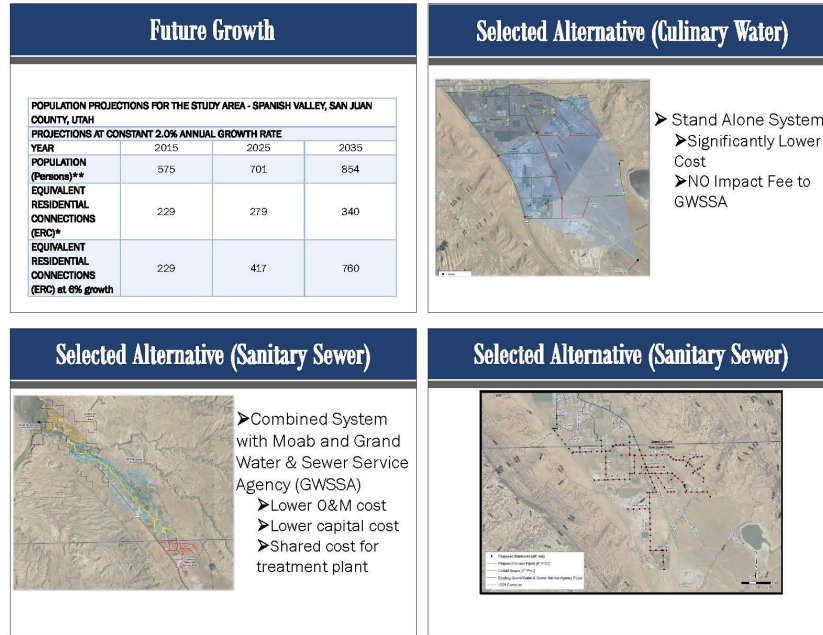 Future Growth
POPULATION PROJECTIONS FOR THE STUDY AREA - SPANISH VALLEY, SAN JUAN
COUNTY, UTAH
PROJECTIONS AT CONSTANT 2.0% ANNUAL GROWTH RATE
YEAR 2015 2025 2035
POPULATION
(Persons)** 575 701 854
EQUIVALENT
RESIDENTIAL
CONNECTIONS
(ERC)* 229 279 340
EQUIVALENT
RESIDENTIAL
CONNECTIONS
(ERC) at 6% growth 229 417 760
Selected Alternative (Culinary Water)
➤ Stand Alone System
➤Significantly Lower
Cost
➤NO Impact Fee to
GWSSA
Selected Alternative (Sanitary Sewer)
➤Combined System
with Moab and Grand
Water & Sewer Service
Agency (GWSSA)
➤Lower O&M cost
➤Lower capital cost
➤Shared cost for
treatment plant
Selected Alternative (Sanitary Sewer)